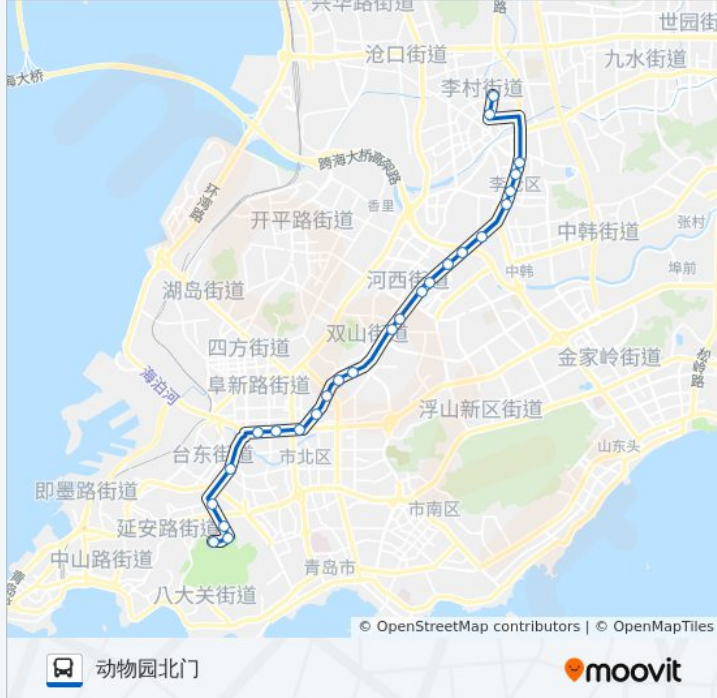 兴华路街道
路
世园街
沧口街道
九水街道
海大桥
李村街道
跨海大桥高架路
环湾路
香里
开平路街道
中韩街道
张村
中韩
埠前
河西街道
湖岛街道
双山街道
四方街道
金家岭街道
松岭路
海泊河
阜新路街道
浮山新区街道
山东头
台东街道
市北区
即墨路街道
市南区
延安路街道
中山路街道
青岛市
八大关街道
© OpenStreetMap contributors | © OpenMapTiles
动物园北门
moovit